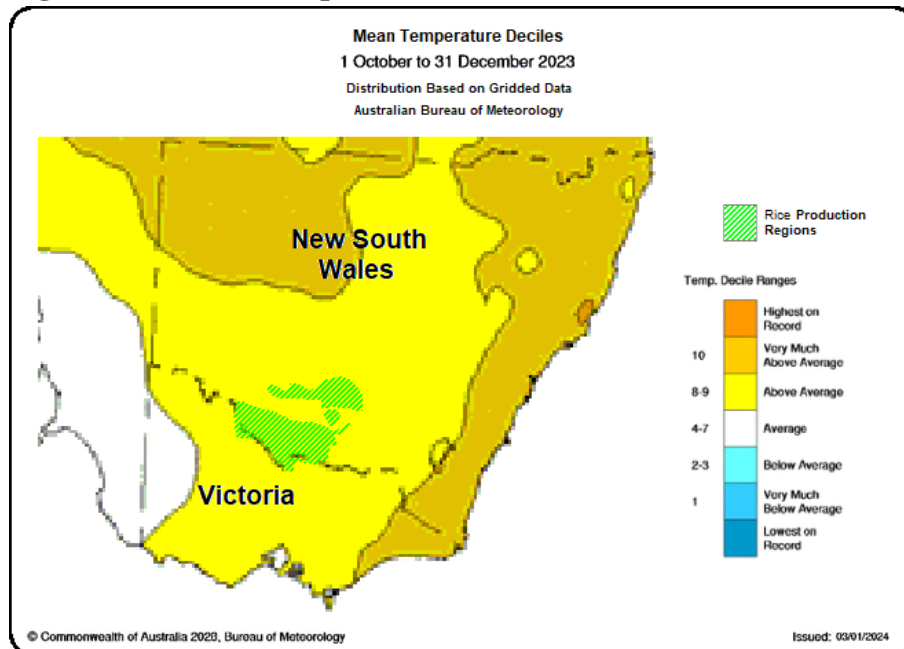 Mean Temperature Deciles
1 October to 31 December 2023
Distribution Based on Gridded Data
Australian Bureau of Meteorology
New South
Wales
Victoria
Rice Production
Regions
Temp. Decile Ranges
Highest on
Record
10
Very Much
Above Average
8-9
Above Average
4-7
Average
2-3
Below Average
1
Very Much
Below Average
Lowest on
Record
© Commonwealth of Australia 2023, Bureau of Meteorology
Issued: 03/01/2024